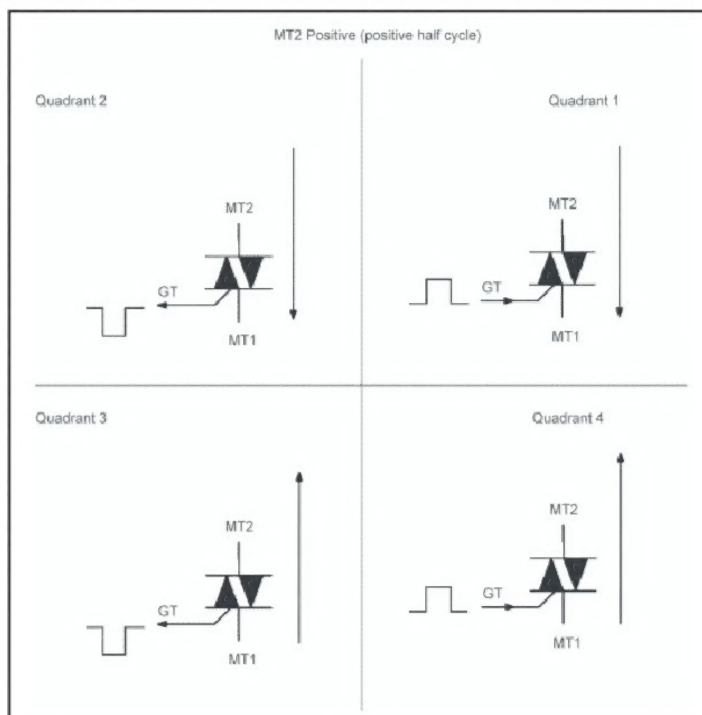 MT2 Positive (positive half cycle)
Quadrant 2
Quadrant 1
MT2
GT
MT1
MT2
GT
MT1
Quadrant 3
Quadrant 4
MT2
GT
MT1
MT2
GT
MT1